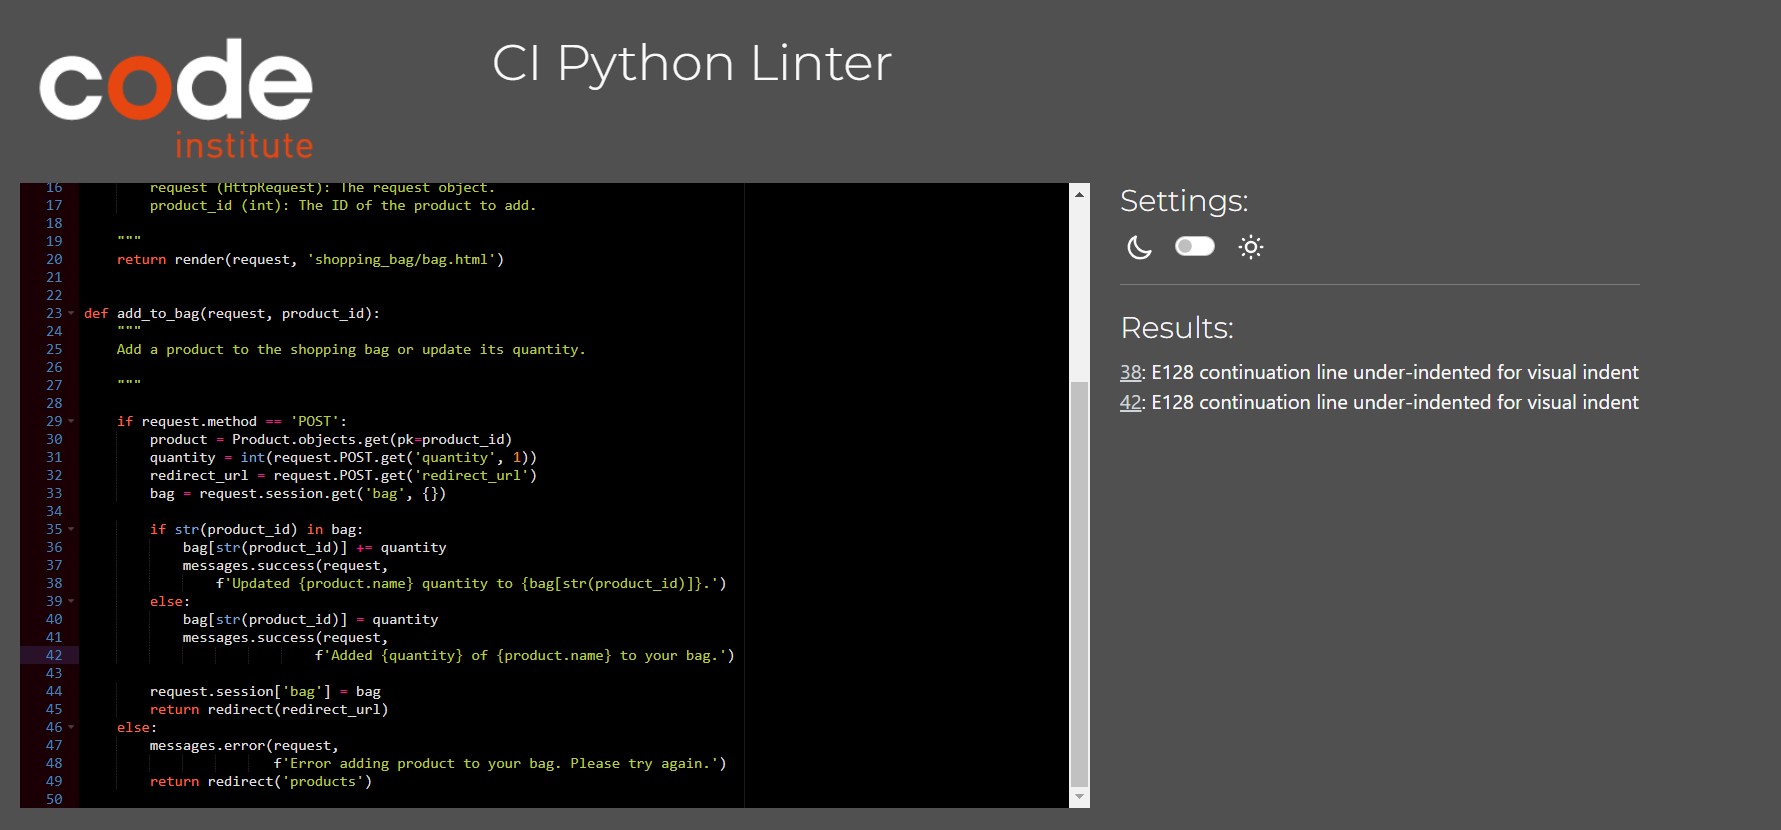 code
institute
CI Python Linter
16 request (HttpRequest): The request object.
17 product_id (int): The ID of the product to add.
18
19 """
20 return render(request, 'shopping_bag/bag.html')
21
22
23 def add_to_bag(request, product_id):
24 """
25 Add a product to the shopping bag or update its quantity.
26
27 """
28
29 if request.method == 'POST':
30 product = Product.objects.get(pk=product_id)
31 quantity = int(request.POST.get('quantity', 1))
32 redirect_url = request.POST.get('redirect_url')
33 bag = request.session.get('bag', {})
34
35 if str(product_id) in bag:
36 bag[str(product_id)] += quantity
37 messages.success(request,
38 f'Updated {product.name} quantity to {bag[str(product_id)]}.')
39 else:
40 bag[str(product_id)] = quantity
41 messages.success(request,
42 f'Added {quantity} of {product.name} to your bag.')
43
44 request.session['bag'] = bag
45 return redirect(redirect_url)
46 else:
47 messages.error(request,
48 f'Error adding product to your bag. Please try again.')
49 return redirect('products')
50
Settings:
Results:
38: E128 continuation line under-indented for visual indent
42: E128 continuation line under-indented for visual indent